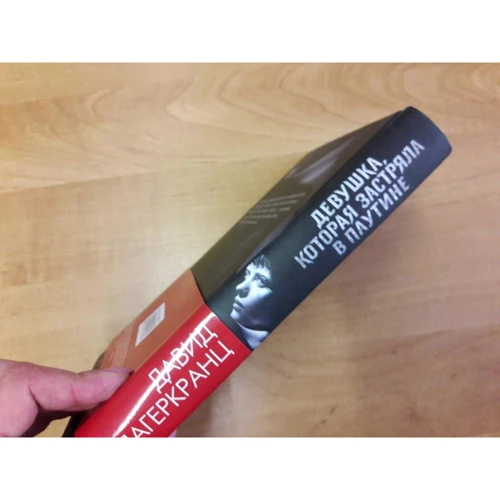 ДЕВУШКА,
КОТОРАЯ ЗАСТРЯЛА
В ПАУТИНЕ
ДАВИД
ЛАГЕРКРАНЦ